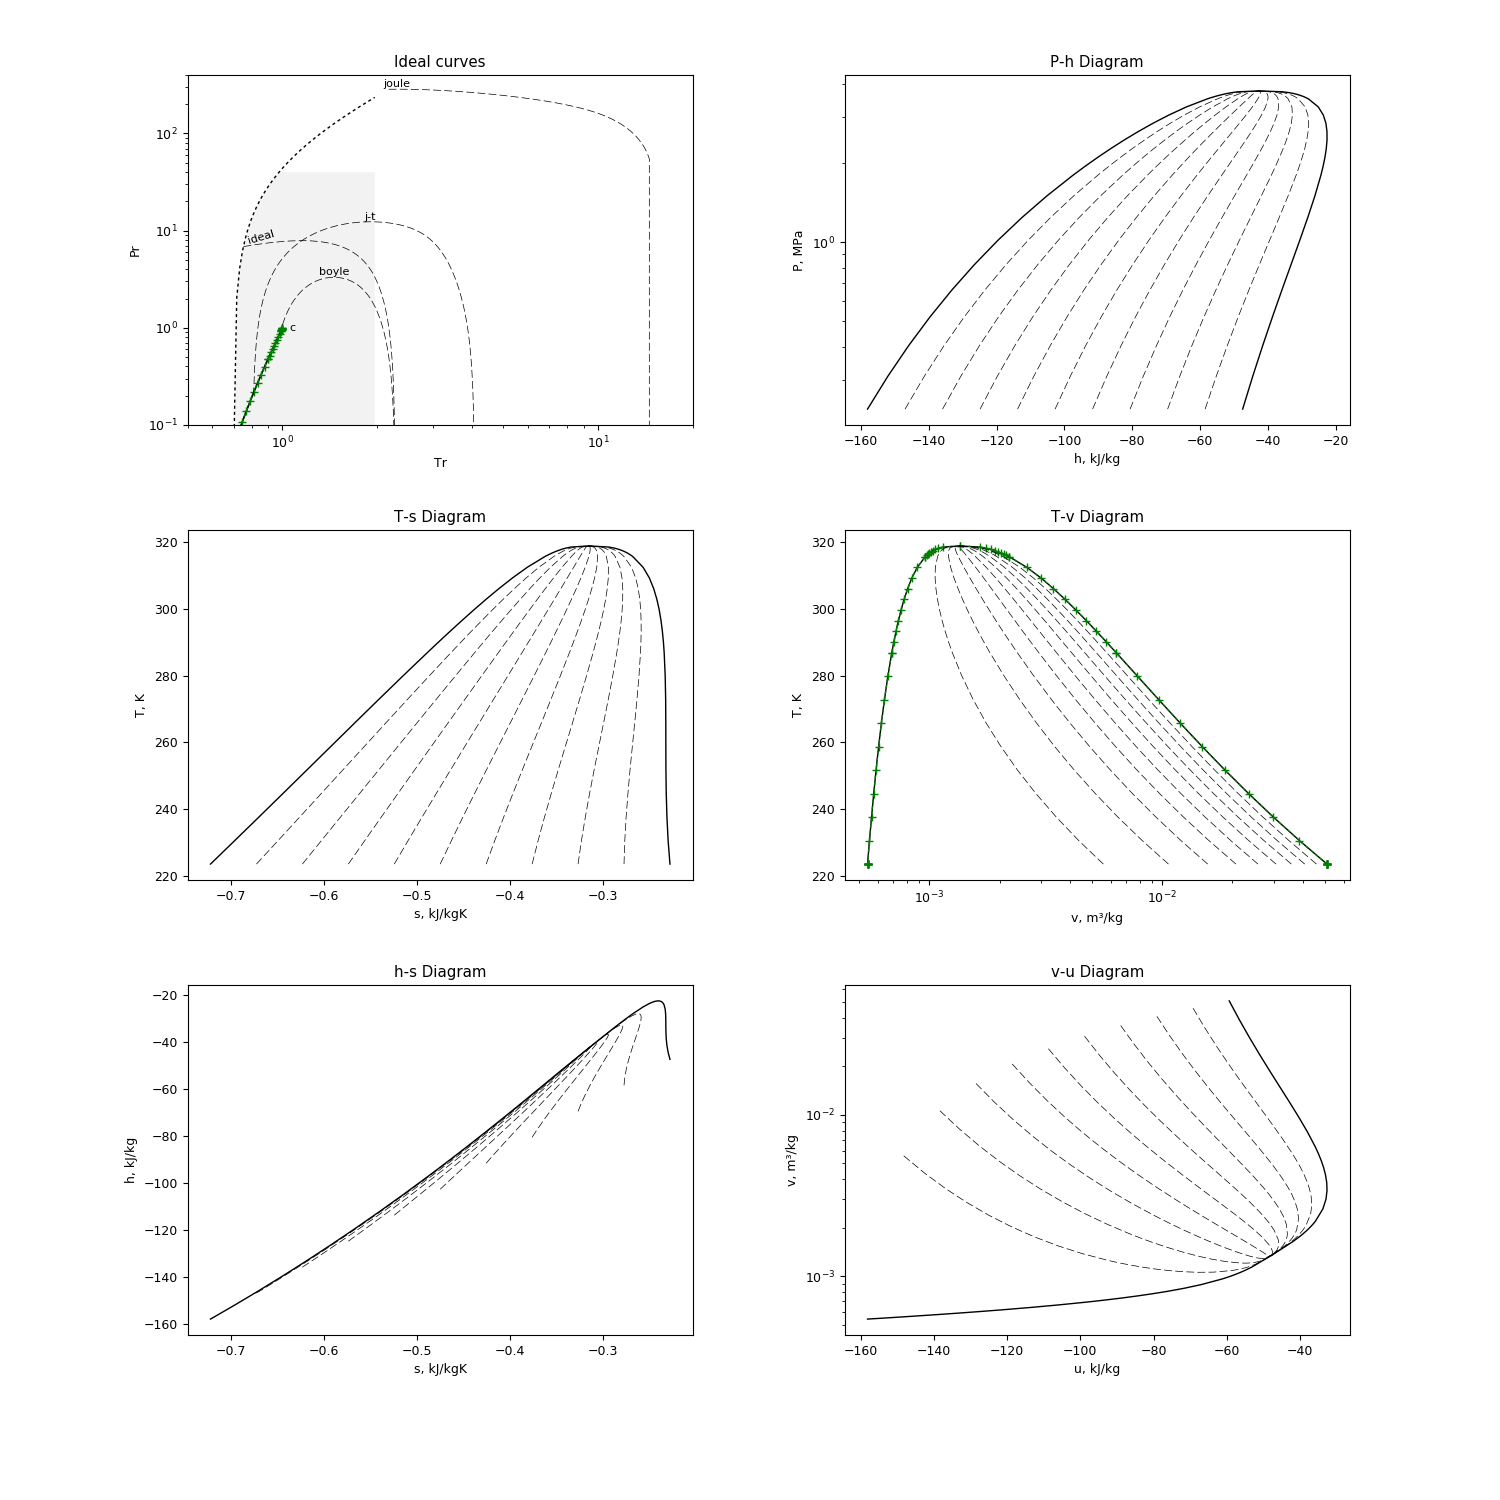 Ideal curves
joule
j-t
ideal
boyle
c
Pr
10²
10¹
10⁰
10⁻¹
10⁰ 10¹
Tr
P-h Diagram
P, MPa
10⁰
−160 −140 −120 −100 −80 −60 −40 −20
h, kJ/kg
T-s Diagram
T, K
320
300
280
260
240
220
−0.7 −0.6 −0.5 −0.4 −0.3
s, kJ/kgK
T-v Diagram
T, K
320
300
280
260
240
220
10⁻³ 10⁻²
v, m³/kg
h-s Diagram
h, kJ/kg
−20
−40
−60
−80
−100
−120
−140
−160
−0.7 −0.6 −0.5 −0.4 −0.3
s, kJ/kgK
v-u Diagram
v, m³/kg
10⁻²
10⁻³
−160 −140 −120 −100 −80 −60 −40
u, kJ/kg